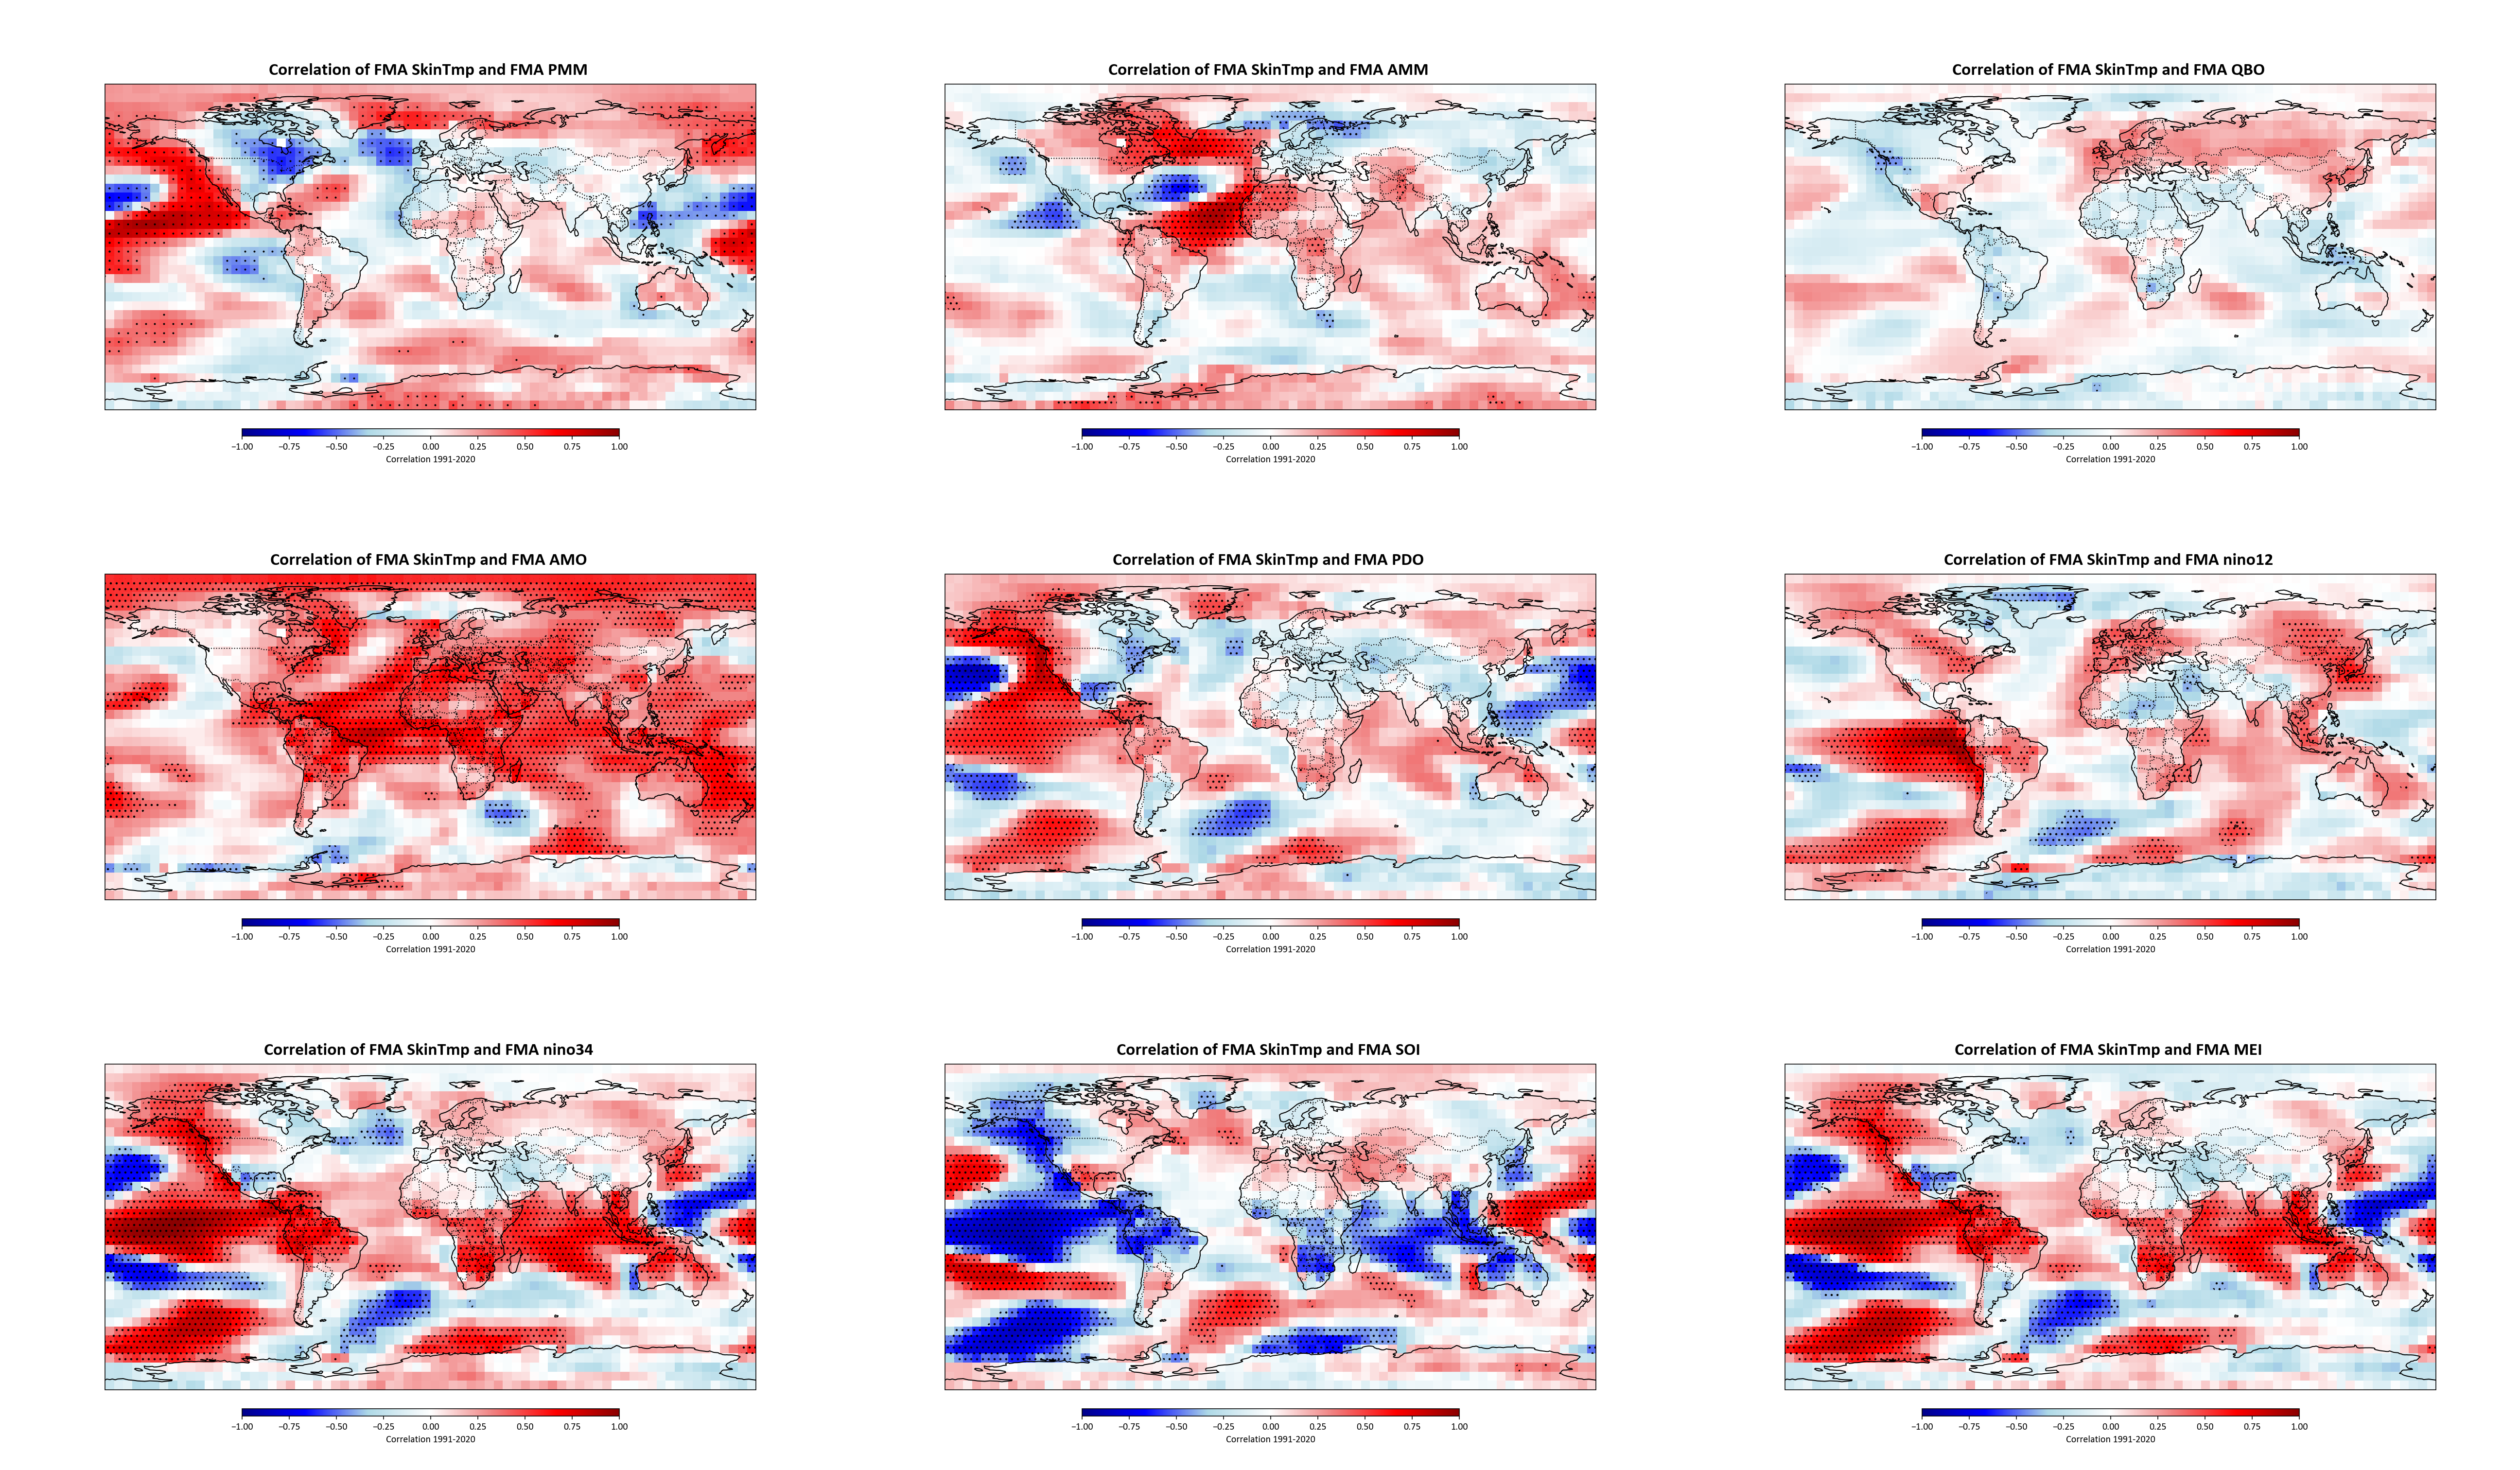 Correlation of FMA SkinTmp and FMA PMM
Correlation of FMA SkinTmp and FMA AMM
Correlation of FMA SkinTmp and FMA QBO
−1.00 −0.75 −0.50 −0.25 0.00 0.25 0.50 0.75 1.00
Correlation 1991-2020
−1.00 −0.75 −0.50 −0.25 0.00 0.25 0.50 0.75 1.00
Correlation 1991-2020
−1.00 −0.75 −0.50 −0.25 0.00 0.25 0.50 0.75 1.00
Correlation 1991-2020
Correlation of FMA SkinTmp and FMA AMO
Correlation of FMA SkinTmp and FMA PDO
Correlation of FMA SkinTmp and FMA nino12
−1.00 −0.75 −0.50 −0.25 0.00 0.25 0.50 0.75 1.00
Correlation 1991-2020
−1.00 −0.75 −0.50 −0.25 0.00 0.25 0.50 0.75 1.00
Correlation 1991-2020
−1.00 −0.75 −0.50 −0.25 0.00 0.25 0.50 0.75 1.00
Correlation 1991-2020
Correlation of FMA SkinTmp and FMA nino34
Correlation of FMA SkinTmp and FMA SOI
Correlation of FMA SkinTmp and FMA MEI
−1.00 −0.75 −0.50 −0.25 0.00 0.25 0.50 0.75 1.00
Correlation 1991-2020
−1.00 −0.75 −0.50 −0.25 0.00 0.25 0.50 0.75 1.00
Correlation 1991-2020
−1.00 −0.75 −0.50 −0.25 0.00 0.25 0.50 0.75 1.00
Correlation 1991-2020